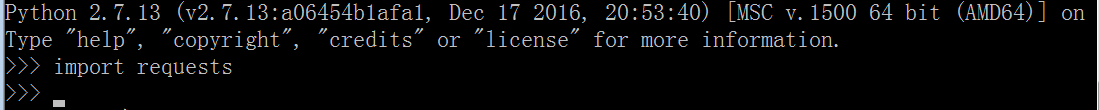 Python 2.7.13 (v2.7.13:a06454b1afa1, Dec 17 2016, 20:53:40) [MSC v.1500 64 bit (AMD64)] on
Type "help", "copyright", "credits" or "license" for more information.
>>> import requests
>>>